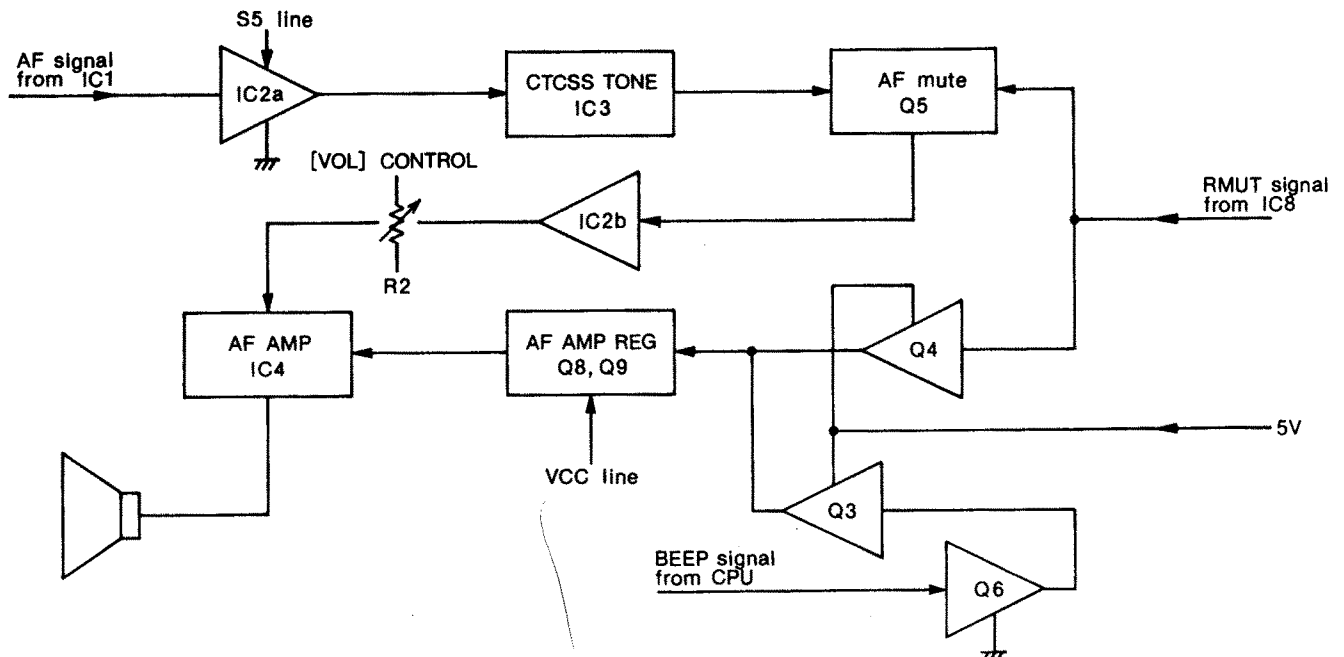 S5 line
AF signal
from IC1
IC2a
CTCSS TONE
IC3
AF mute
Q5
[VOL] CONTROL
IC2b
RMUT signal
from IC8
R2
AF AMP
IC4
AF AMP REG
Q8, Q9
Q4
5V
VCC line
Q3
BEEP signal
from CPU
Q6